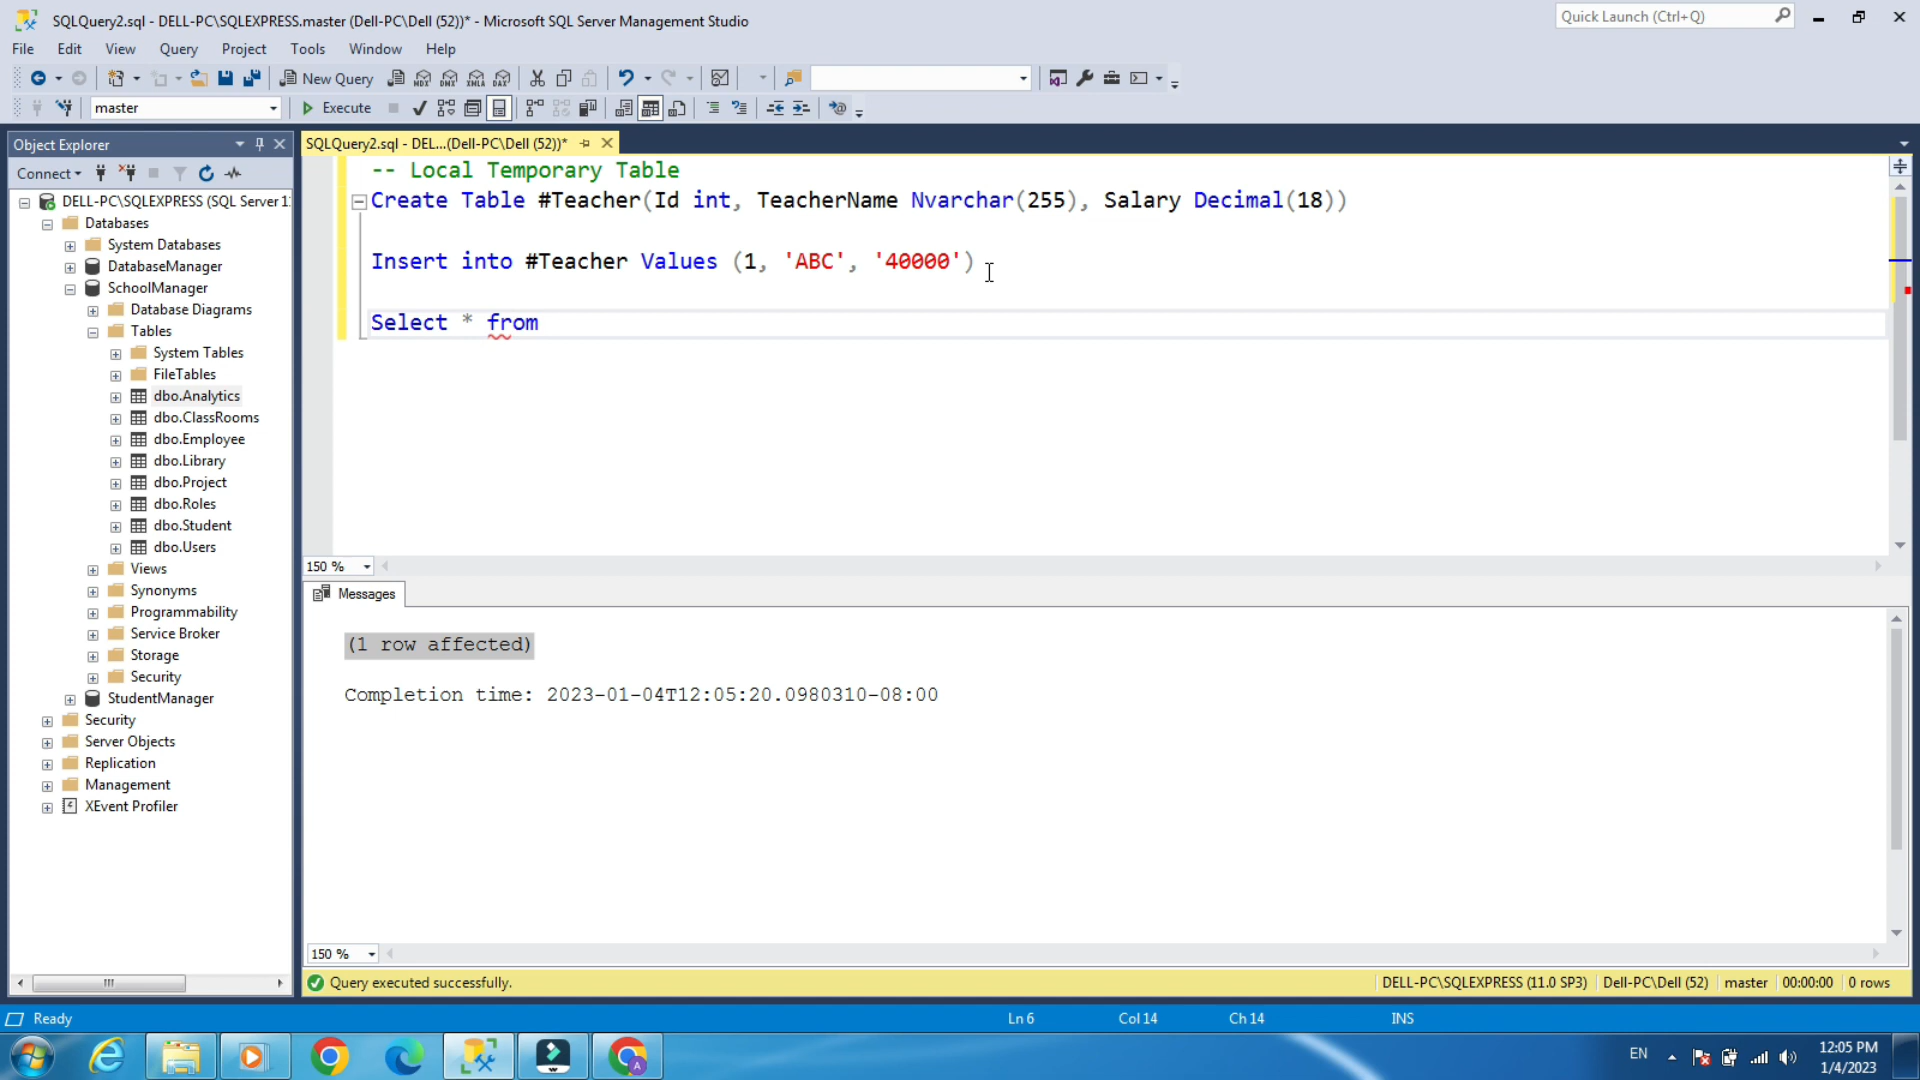 SQLQuery2.sql - DELL-PC\SQLEXPRESS.master (Dell-PC\Dell (52))* - Microsoft SQL Server Management Studio
Quick Launch (Ctrl+Q)
File Edit View Query Project Tools Window Help
New Query MDX DMX XMLA DAX
master Execute
Object Explorer
SQLQuery2.sql - DEL...(Dell-PC\Dell (52))*
Connect
DELL-PC\SQLEXPRESS (SQL Server 1
Databases
System Databases
DatabaseManager
SchoolManager
Database Diagrams
Tables
System Tables
FileTables
dbo.Analytics
dbo.ClassRooms
dbo.Employee
dbo.Library
dbo.Project
dbo.Roles
dbo.Student
dbo.Users
Views
Synonyms
Programmability
Service Broker
Storage
Security
StudentManager
Security
Server Objects
Replication
Management
XEvent Profiler
-- Local Temporary Table
Create Table #Teacher(Id int, TeacherName Nvarchar(255), Salary Decimal(18))
Insert into #Teacher Values (1, 'ABC', '40000')
Select * from
150 %
Messages
(1 row affected)
Completion time: 2023-01-04T12:05:20.0980310-08:00
150 %
Query executed successfully.
DELL-PC\SQLEXPRESS (11.0 SP3) Dell-PC\Dell (52) master 00:00:00 0 rows
Ready Ln 6 Col 14 Ch 14 INS
A EN 12:05 PM
1/4/2023